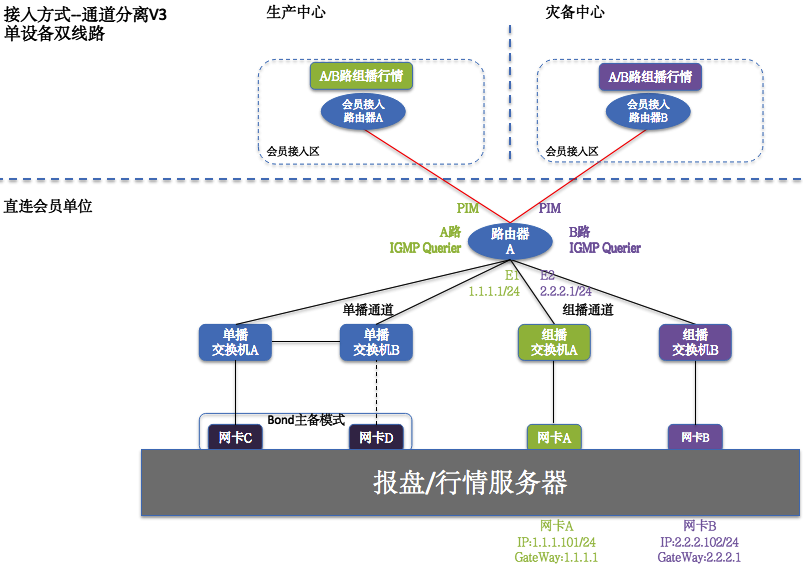 接入方式--通道分离V3
单设备双线路
生产中心
灾备中心
A/B路组播行情
会员接入
路由器A
会员接入区
A/B路组播行情
会员接入
路由器B
会员接入区
直连会员单位
PIM
PIM
A路
IGMP Querier
路由器
A
B路
IGMP Querier
E1
1.1.1.1/24
E2
2.2.2.1/24
单播通道
组播通道
单播
交换机A
单播
交换机B
组播
交换机A
组播
交换机B
Bond主备模式
网卡C
网卡D
网卡A
网卡B
报盘/行情服务器
网卡A
IP:1.1.1.101/24
GateWay:1.1.1.1
网卡B
IP:2.2.2.102/24
GateWay:2.2.2.1